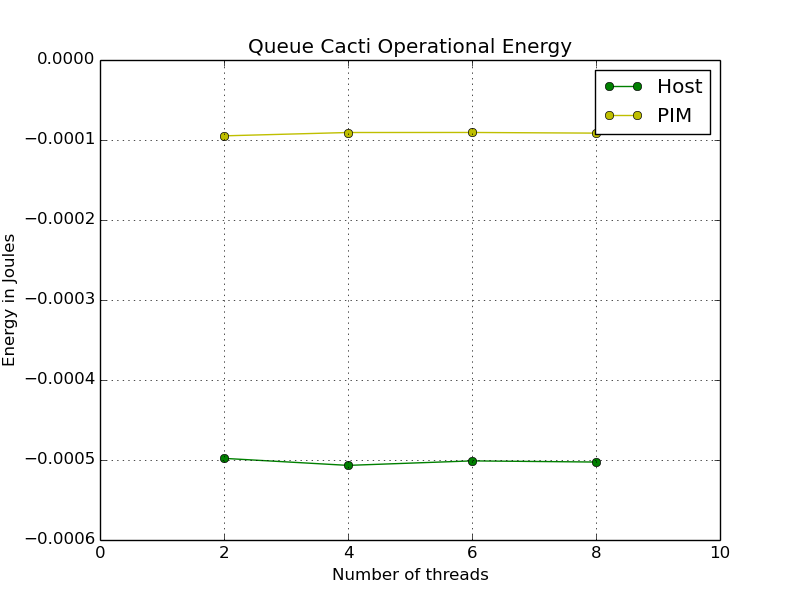 Queue Cacti Operational Energy
0.0000
−0.0001
−0.0002
−0.0003
−0.0004
−0.0005
−0.0006
Energy in Joules
Host
PIM
0 2 4 6 8 10
Number of threads